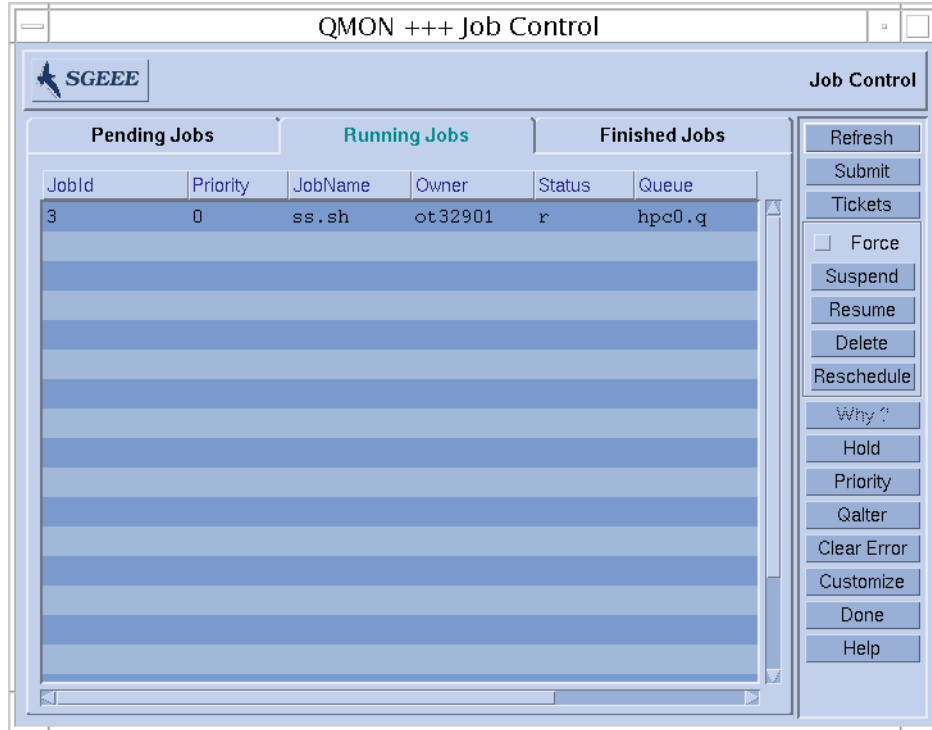 QMON +++ Job Control
SGEEE
Job Control
Pending Jobs Running Jobs Finished Jobs
JobId Priority JobName Owner Status Queue
3 0 ss.sh ot32901 r hpc0.q
Refresh
Submit
Tickets
Force
Suspend
Resume
Delete
Reschedule
Why ?
Hold
Priority
Qalter
Clear Error
Customize
Done
Help